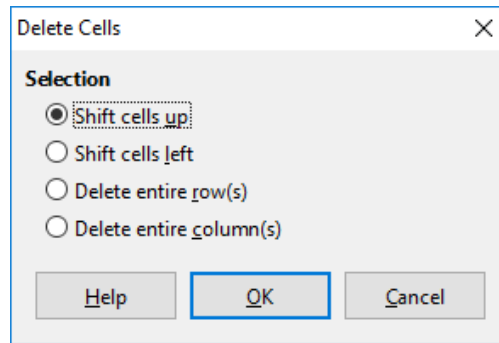 Delete Cells
Selection
Shift cells up
Shift cells left
Delete entire row(s)
Delete entire column(s)
Help OK Cancel